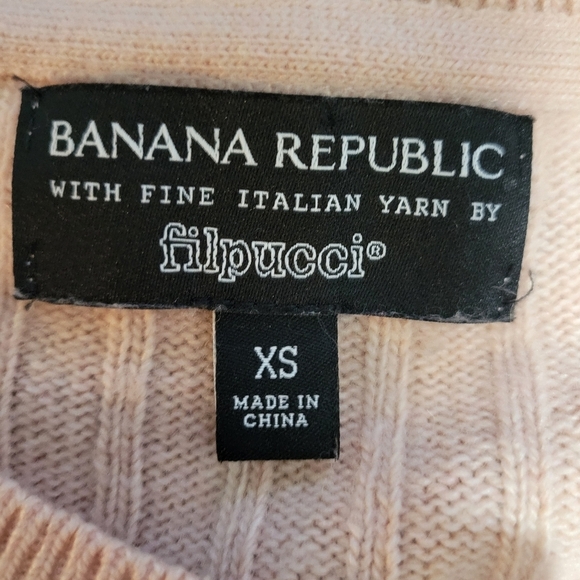 BANANA REPUBLIC
WITH FINE ITALIAN YARN BY
filpucci®
XS
MADE IN
CHINA